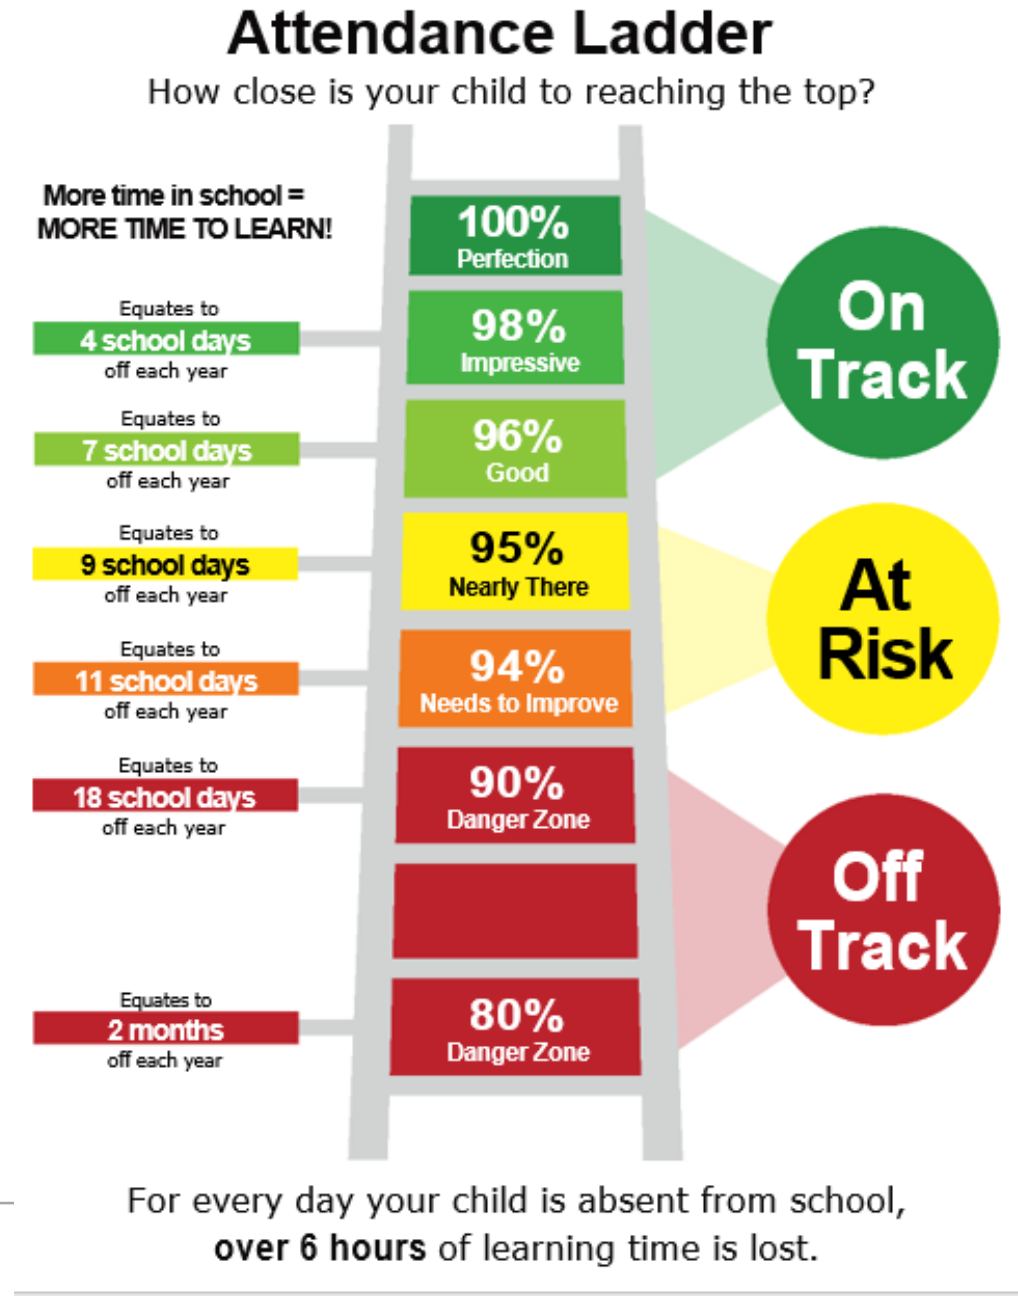 Attendance Ladder
How close is your child to reaching the top?
More time in school =
MORE TIME TO LEARN!
100%
Perfection
Equates to
4 school days
off each year
98%
Impressive
On
Track
Equates to
7 school days
off each year
96%
Good
Equates to
9 school days
off each year
95%
Nearly There
At
Risk
Equates to
11 school days
off each year
94%
Needs to Improve
Equates to
18 school days
off each year
90%
Danger Zone
Off
Track
Equates to
2 months
off each year
80%
Danger Zone
For every day your child is absent from school,
over 6 hours of learning time is lost.